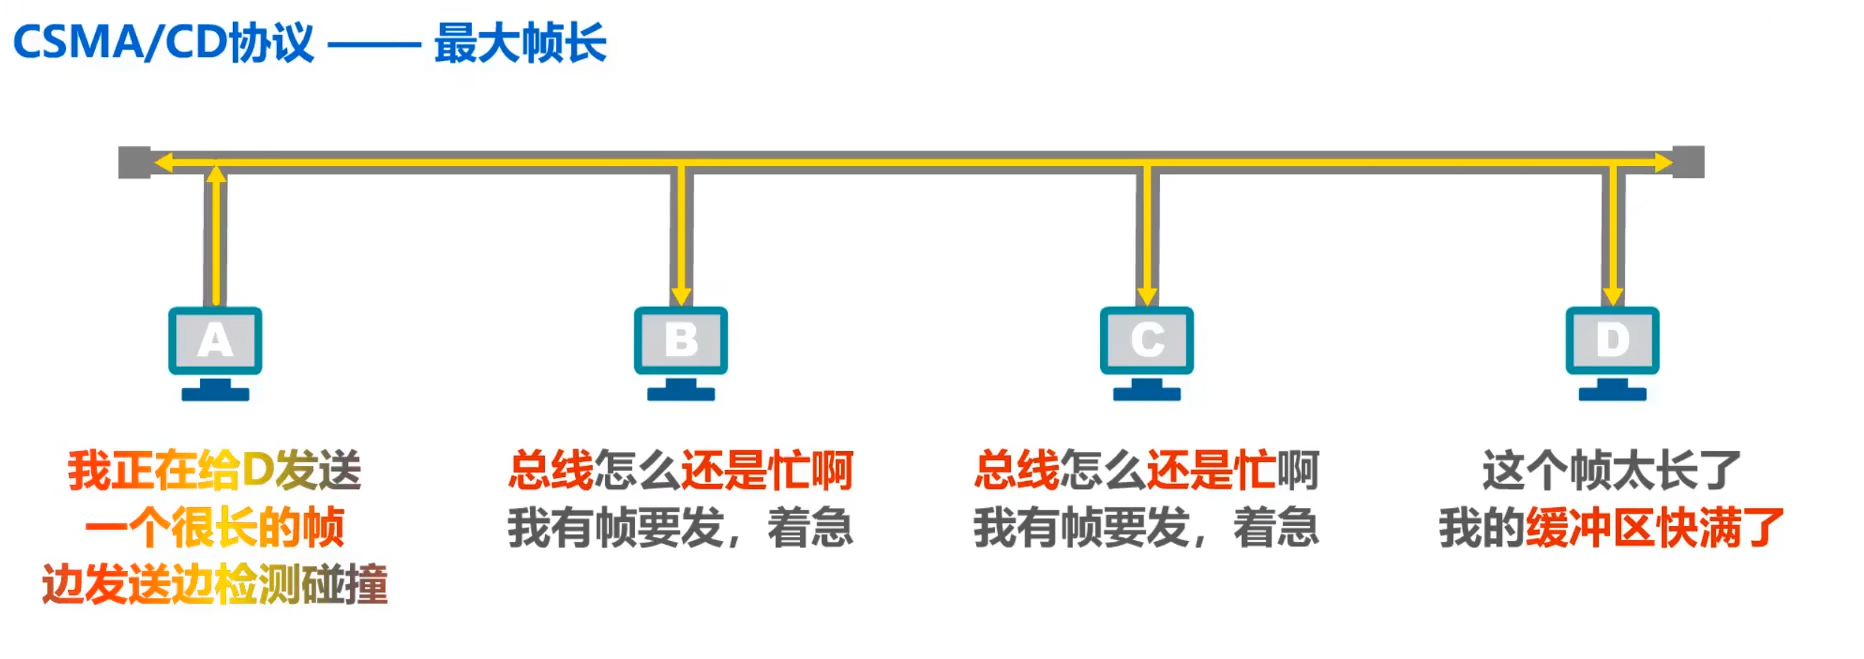 CSMA/CD协议 —— 最大帧长
A
B
C
D
我正在给D发送
一个很长的帧
边发送边检测碰撞
总线怎么还是忙啊
我有帧要发，着急
总线怎么还是忙啊
我有帧要发，着急
这个帧太长了
我的缓冲区快满了